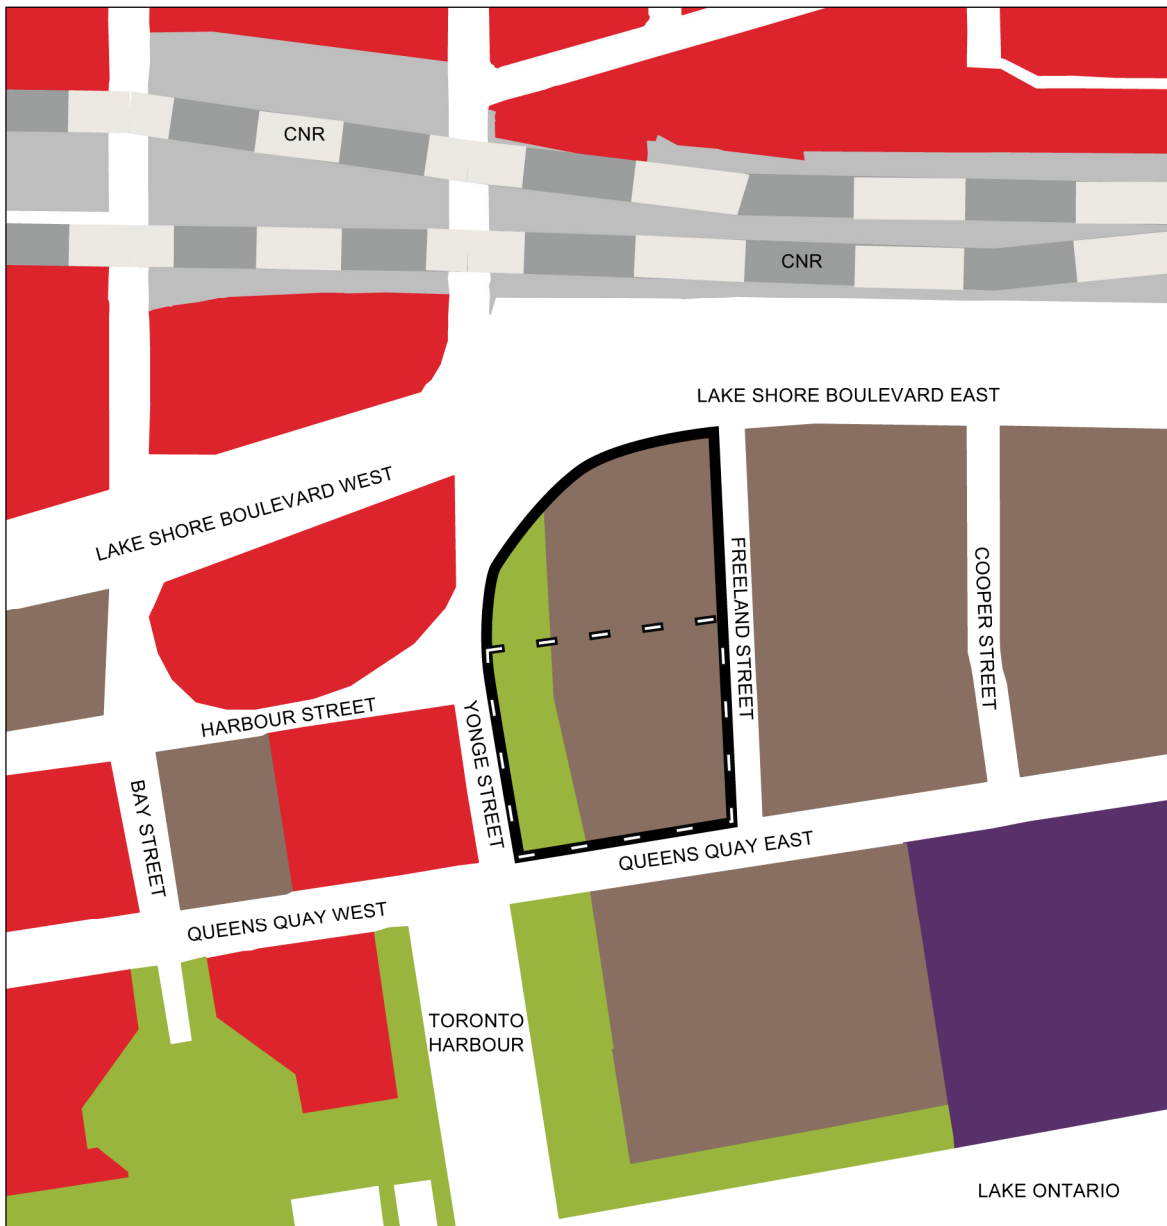 CNR
CNR
LAKE SHORE BOULEVARD EAST
LAKE SHORE BOULEVARD WEST
FREELAND STREET
COOPER STREET
HARBOUR STREET
YONGE STREET
BAY STREET
QUEENS QUAY EAST
QUEENS QUAY WEST
TORONTO
HARBOUR
LAKE ONTARIO